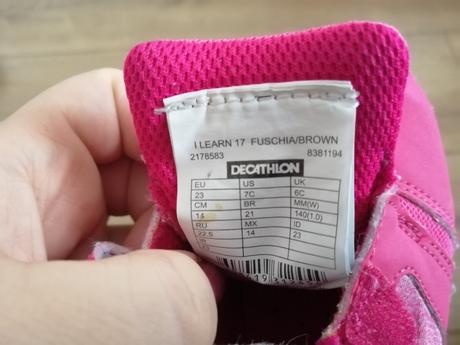 I LEARN 17 FUSCHIA/BROWN
2178583 8381194
DECATHLON
EU US UK
23 7C 6C
CM BR MM(W)
14 21 140(1.0)
RU MX ID
22.5 14 23